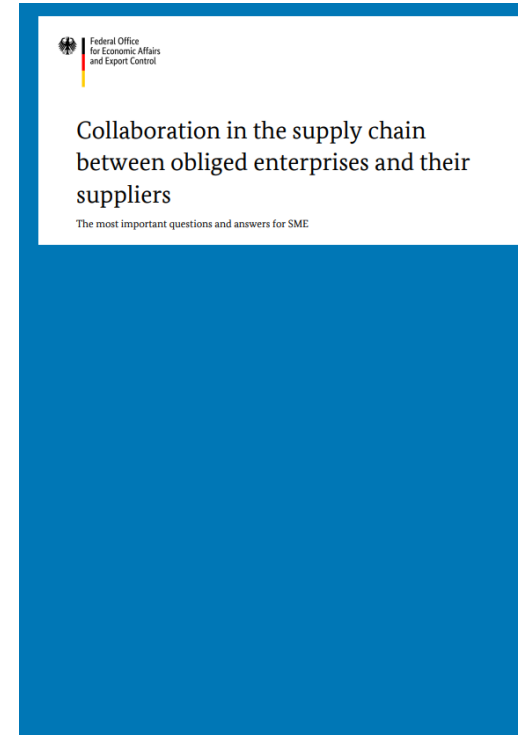 Federal Office
for Economic Affairs
and Export Control
Collaboration in the supply chain
between obliged enterprises and their
suppliers
The most important questions and answers for SME